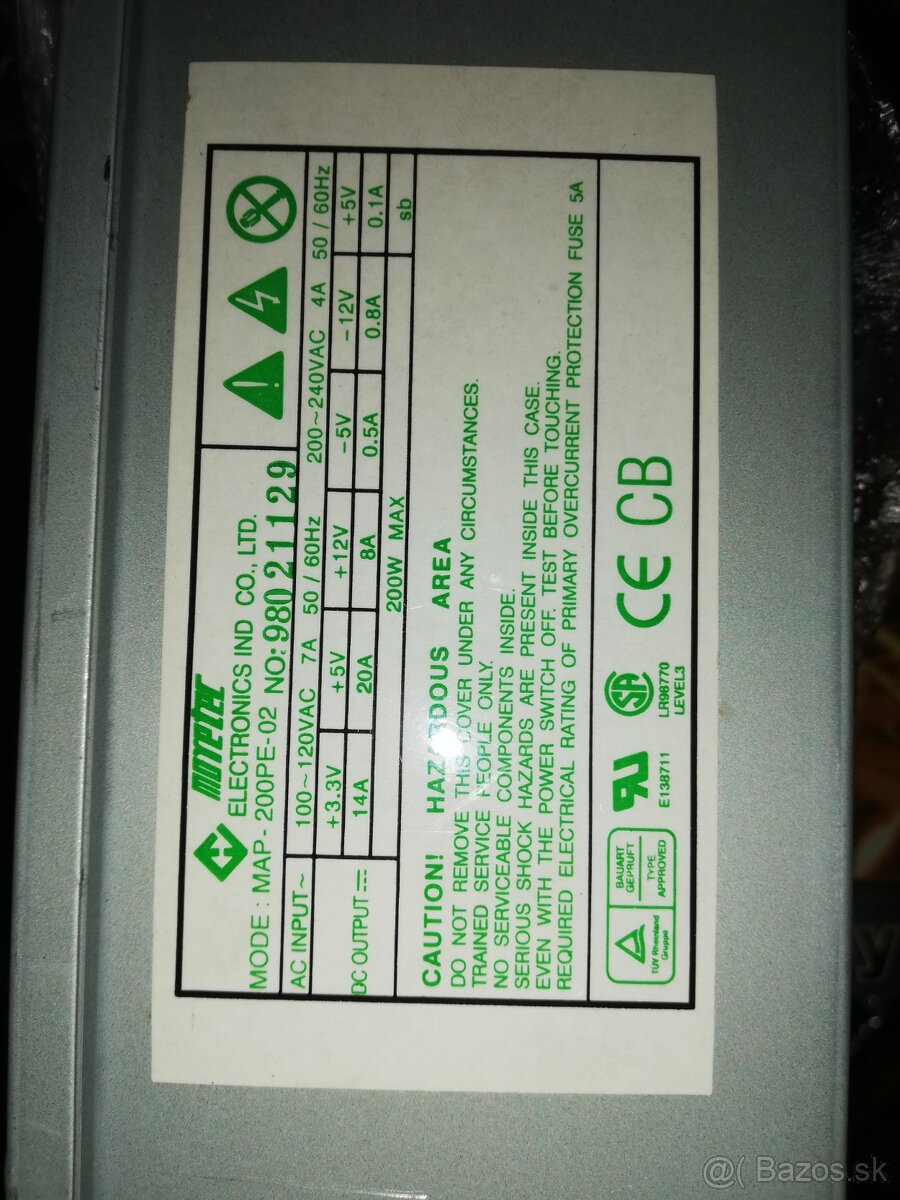 motetec
ELECTRONICS IND CO., LTD.
MODE : MAP-200PE-02 NO: 98021129
AC INPUT~ 100~120VAC 7A 50 / 60Hz 200~240VAC 4A 50 / 60Hz
DC OUTPUT +3.3V +5V +12V -5V -12V +5V
14A 20A 8A 0.5A 0.8A 0.1A
200W MAX sb
CAUTION! HAZARDOUS AREA
DO NOT REMOVE THIS COVER UNDER ANY CIRCUMSTANCES.
TRAINED SERVICE PEOPLE ONLY.
NO SERVICEABLE COMPONENTS INSIDE.
SERIOUS SHOCK HAZARDS ARE PRESENT INSIDE THIS CASE.
EVEN WITH THE POWER SWITCH OFF. TEST BEFORE TOUCHING.
REQUIRED ELECTRICAL RATING OF PRIMARY OVERCURRENT PROTECTION FUSE 5A
TÜV Rheinland
Gruppe
BAUART
GEPRUFT
TYPE
APPROVED
E138711
LR98770
LEVEL3
CE CB
@( Bazos.sk